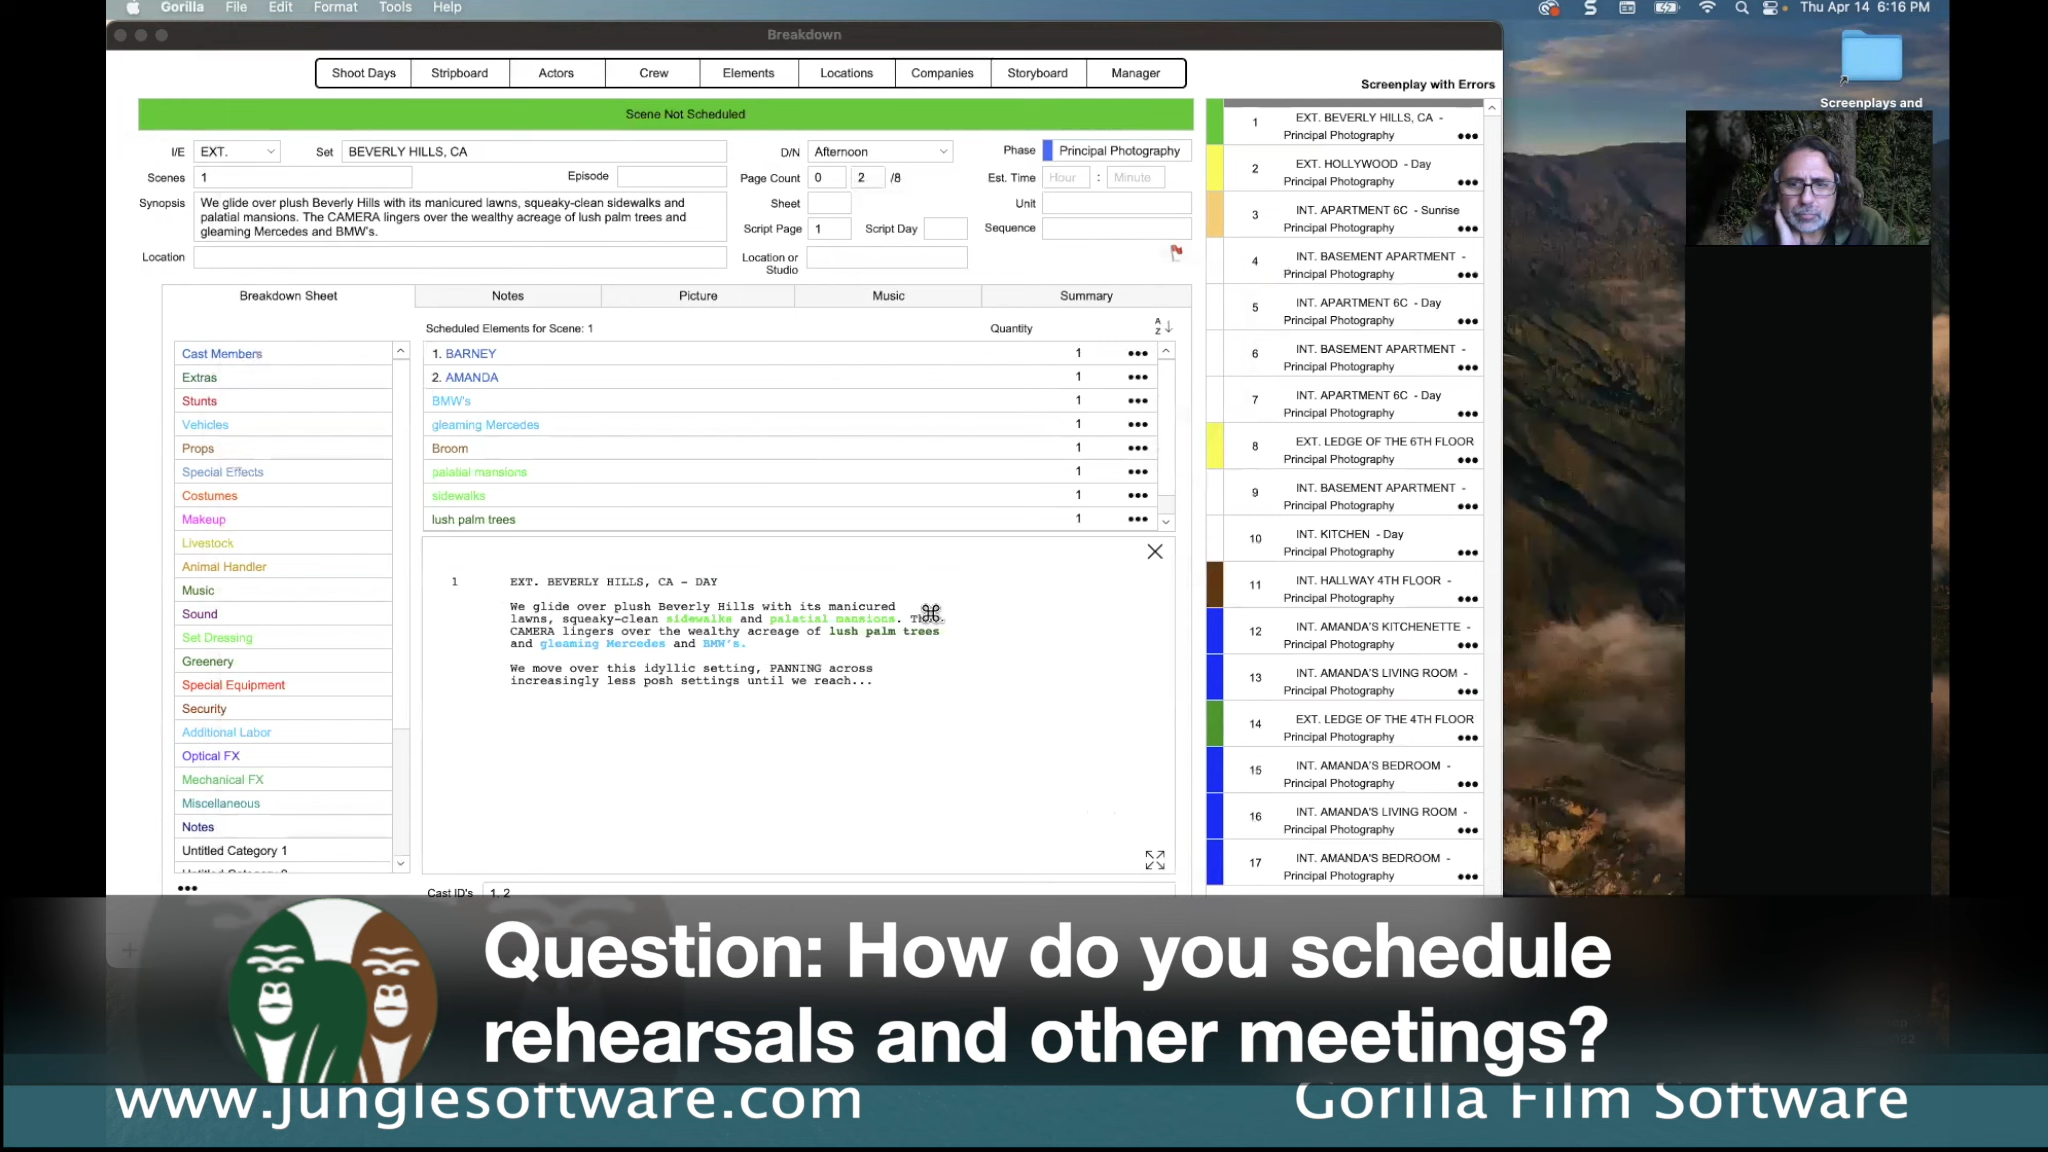 Gorilla File Edit Format Tools Help
Thu Apr 14 6:16 PM
Breakdown
Shoot Days Stripboard Actors Crew Elements Locations Companies Storyboard Manager
Screenplay with Errors
Screenplays and
Scene Not Scheduled
I/E EXT. Set BEVERLY HILLS, CA D/N Afternoon Phase Principal Photography
Scenes 1 Episode Page Count 0 2 /8 Est. Time Hour : Minute
Synopsis We glide over plush Beverly Hills with its manicured lawns, squeaky-clean sidewalks and
palatial mansions. The CAMERA lingers over the wealthy acreage of lush palm trees and
gleaming Mercedes and BMW's.
Sheet Unit
Script Page 1 Script Day Sequence
Location Location or
Studio
Breakdown Sheet Notes Picture Music Summary
Scheduled Elements for Scene: 1 Quantity A
Z
Cast Members
Extras
Stunts
Vehicles
Props
Special Effects
Costumes
Makeup
Livestock
Animal Handler
Music
Sound
Set Dressing
Greenery
Special Equipment
Security
Additional Labor
Optical FX
Mechanical FX
Miscellaneous
Notes
Untitled Category 1
1. BARNEY 1
2. AMANDA 1
BMW's 1
gleaming Mercedes 1
Broom 1
palatial mansions 1
sidewalks 1
lush palm trees 1
1 EXT. BEVERLY HILLS, CA - DAY
We glide over plush Beverly Hills with its manicured
lawns, squeaky-clean sidewalks and palatial mansions.
CAMERA lingers over the wealthy acreage of lush palm trees
and gleaming Mercedes and BMW's.
We move over this idyllic setting, PANNING across
increasingly less posh settings until we reach...
Cast ID's 1, 2
1 EXT. BEVERLY HILLS, CA -
Principal Photography
2 EXT. HOLLYWOOD - Day
Principal Photography
3 INT. APARTMENT 6C - Sunrise
Principal Photography
4 INT. BASEMENT APARTMENT -
Principal Photography
5 INT. APARTMENT 6C - Day
Principal Photography
6 INT. BASEMENT APARTMENT -
Principal Photography
7 INT. APARTMENT 6C - Day
Principal Photography
8 EXT. LEDGE OF THE 6TH FLOOR
Principal Photography
9 INT. BASEMENT APARTMENT -
Principal Photography
10 INT. KITCHEN - Day
Principal Photography
11 INT. HALLWAY 4TH FLOOR -
Principal Photography
12 INT. AMANDA'S KITCHENETTE -
Principal Photography
13 INT. AMANDA'S LIVING ROOM -
Principal Photography
14 EXT. LEDGE OF THE 4TH FLOOR
Principal Photography
15 INT. AMANDA'S BEDROOM -
Principal Photography
16 INT. AMANDA'S LIVING ROOM -
Principal Photography
17 INT. AMANDA'S BEDROOM -
Principal Photography
Question: How do you schedule
rehearsals and other meetings?
www.junglesoftware.com Gorilla Film Software